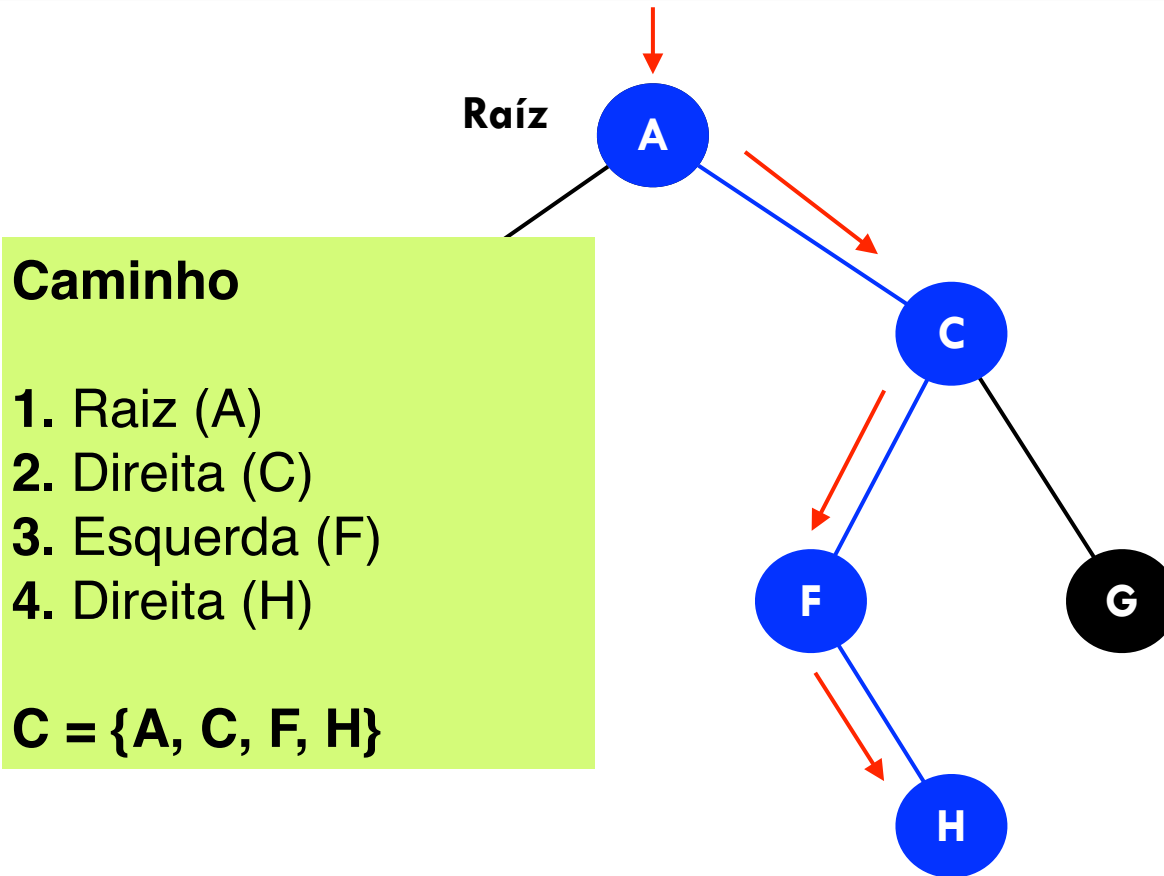 Raíz
A
C
Caminho
1. Raiz (A)
2. Direita (C)
3. Esquerda (F)
4. Direita (H)
C = {A, C, F, H}
F
G
H